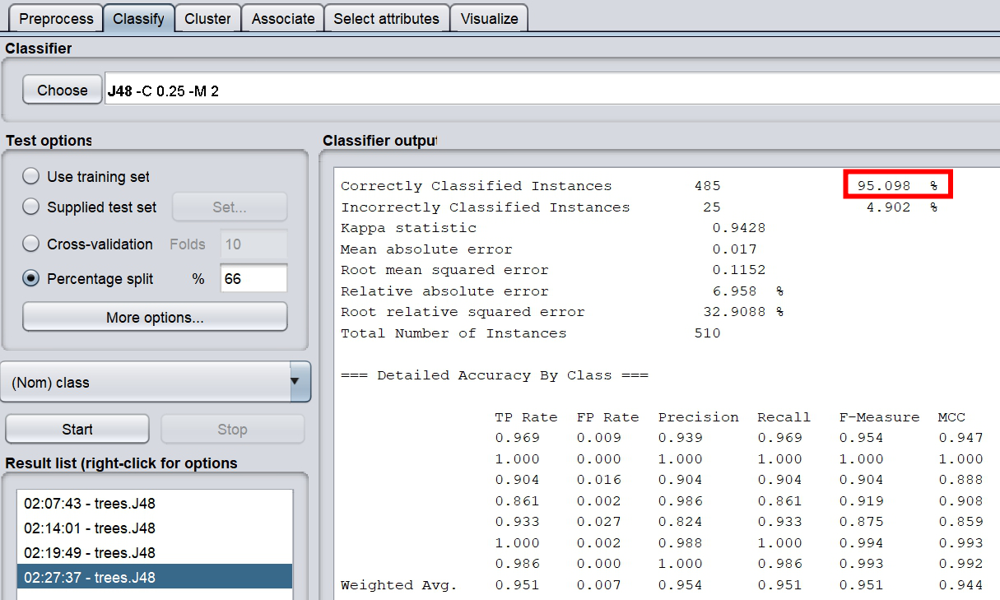 Preprocess Classify Cluster Associate Select attributes Visualize
Classifier
Choose J48 -C 0.25 -M 2
Test options
Use training set
Supplied test set Set...
Cross-validation Folds 10
Percentage split % 66
More options...
(Nom) class
Start Stop
Result list (right-click for options
02:07:43 - trees.J48
02:14:01 - trees.J48
02:19:49 - trees.J48
02:27:37 - trees.J48
Classifier output
Correctly Classified Instances 485 95.098 %
Incorrectly Classified Instances 25 4.902 %
Kappa statistic 0.9428
Mean absolute error 0.017
Root mean squared error 0.1152
Relative absolute error 6.958 %
Root relative squared error 32.9088 %
Total Number of Instances 510
=== Detailed Accuracy By Class ===
TP Rate FP Rate Precision Recall F-Measure MCC
0.969 0.009 0.939 0.969 0.954 0.947
1.000 0.000 1.000 1.000 1.000 1.000
0.904 0.016 0.904 0.904 0.904 0.888
0.861 0.002 0.986 0.861 0.919 0.908
0.933 0.027 0.824 0.933 0.875 0.859
1.000 0.002 0.988 1.000 0.994 0.993
0.986 0.000 1.000 0.986 0.993 0.992
Weighted Avg. 0.951 0.007 0.954 0.951 0.951 0.944